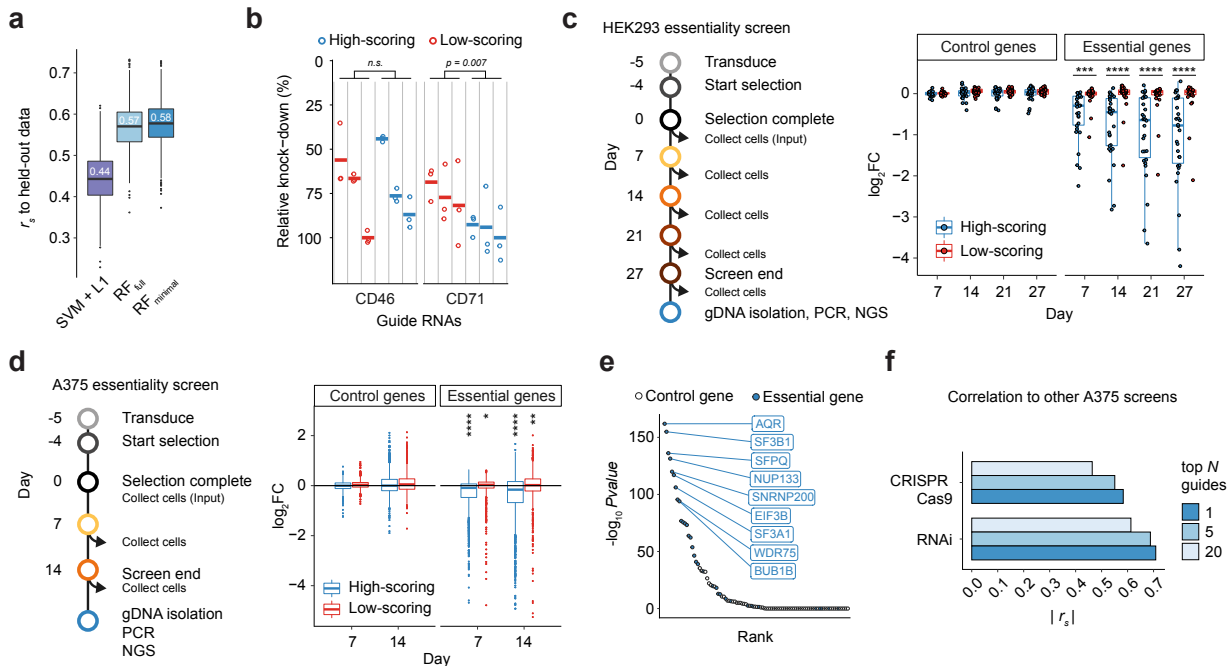 a
r_s to held-out data
0.7
0.6
0.5
0.4
0.3
0.44
0.57
0.58
SVM + L1
RF full
RF minimal
b
High-scoring
Low-scoring
n.s.
p = 0.007
Relative knock-down (%)
0
25
50
75
100
CD46
CD71
Guide RNAs
c
HEK293 essentiality screen
Day
-5
Transduce
-4
Start selection
0
Selection complete
Collect cells (Input)
7
Collect cells
14
Collect cells
21
Collect cells
27
Screen end
Collect cells
gDNA isolation, PCR, NGS
Control genes
Essential genes
*** **** **** ****
log2FC
0
−1
−2
−3
−4
High-scoring
Low-scoring
7 14 21 27
7 14 21 27
Day
d
A375 essentiality screen
Day
-5
Transduce
-4
Start selection
0
Selection complete
Collect cells (Input)
7
Collect cells
14
Screen end
Collect cells
gDNA isolation
PCR
NGS
Control genes
Essential genes
**** * **** **
log2FC
2
0
−2
−4
High-scoring
Low-scoring
7 14
7 14
Day
e
Control gene
Essential gene
-log10 Pvalue
150
100
50
0
AQR
SF3B1
SFPQ
NUP133
SNRNP200
EIF3B
SF3A1
WDR75
BUB1B
Rank
f
Correlation to other A375 screens
CRISPR
Cas9
RNAi
0.0 0.1 0.2 0.3 0.4 0.5 0.6 0.7
| r_s |
top N
guides
1
5
20